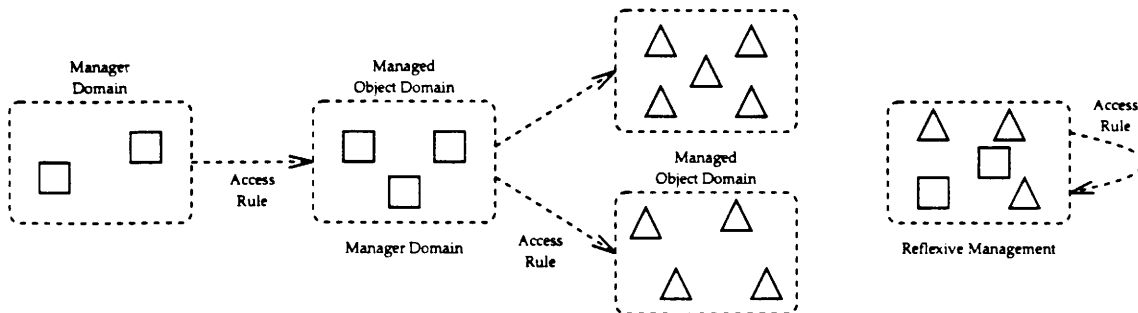 Manager
Domain
Access
Rule
Managed
Object Domain
Manager Domain
Access
Rule
Managed
Object Domain
Access
Rule
Reflexive Management